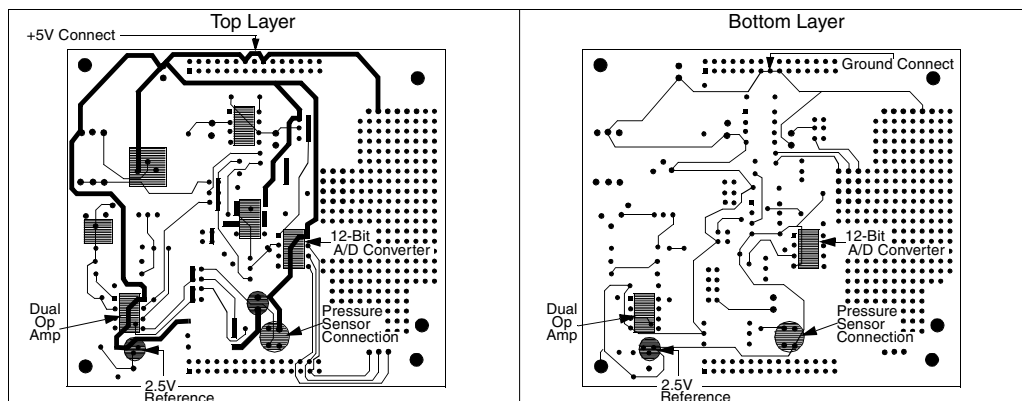 Top Layer
+5V Connect
12-Bit
A/D Converter
Dual
Op
Amp
Pressure
Sensor
Connection
2.5V
Reference
Bottom Layer
Ground Connect
12-Bit
A/D Converter
Dual
Op
Amp
Pressure
Sensor
Connection
2.5V
Reference